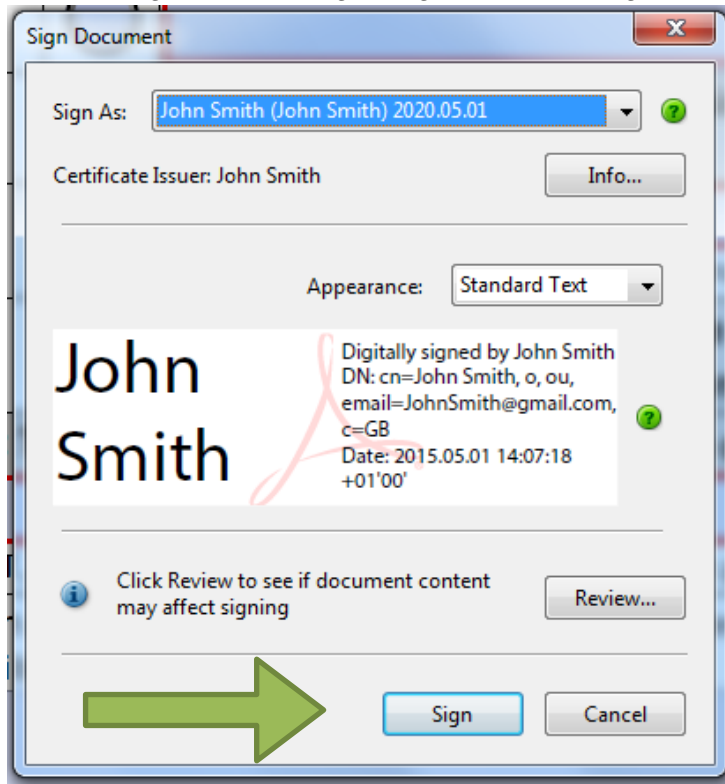 Sign Document
Sign As: John Smith (John Smith) 2020.05.01
Certificate Issuer: John Smith Info...
Appearance: Standard Text
John
Smith
Digitally signed by John Smith
DN: cn=John Smith, o, ou,
email=JohnSmith@gmail.com,
c=GB
Date: 2015.05.01 14:07:18
+01'00'
Click Review to see if document content
may affect signing
Review...
Sign Cancel